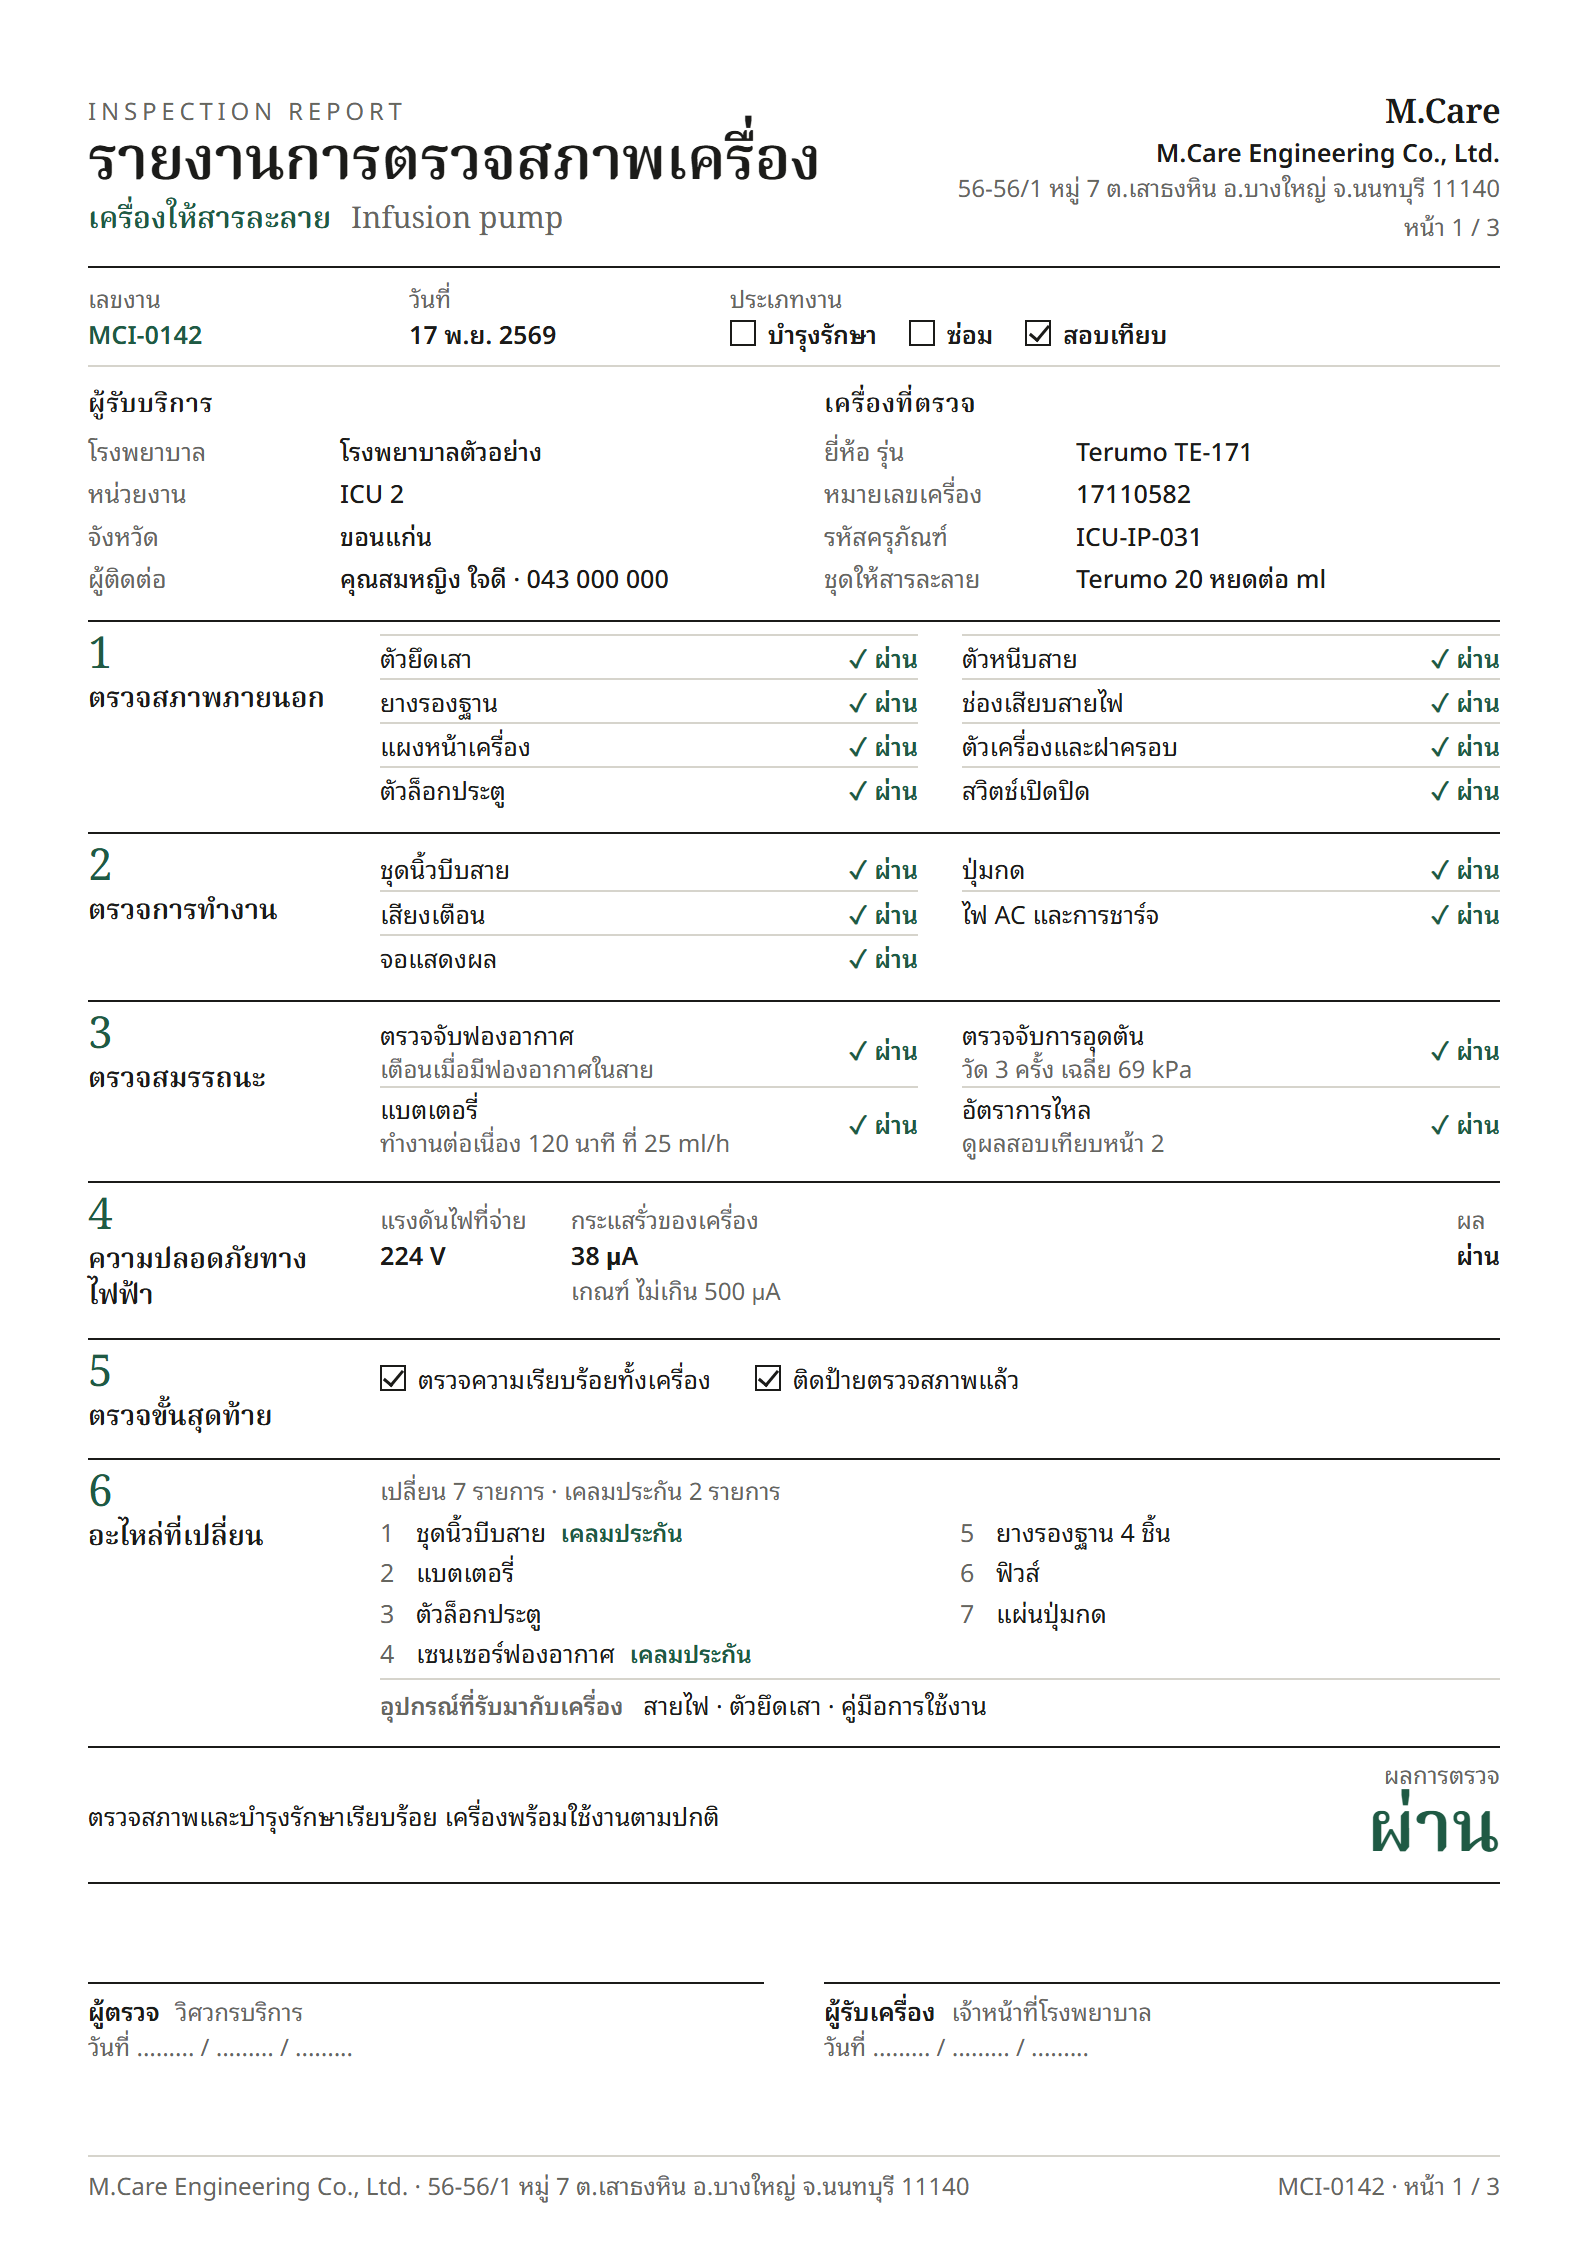 INSPECTION REPORT
รายงานการตรวจสภาพเครื่อง
เครื่องให้สารละลาย Infusion pump
M.Care
M.Care Engineering Co., Ltd.
56-56/1 หมู่ 7 ต.เสาธงหิน อ.บางใหญ่ จ.นนทบุรี 11140
หน้า 1 / 3
เลขงาน วันที่ ประเภทงาน
MCI-0142 17 พ.ย. 2569 ☐ บำรุงรักษา ☐ ซ่อม ☑ สอบเทียบ
ผู้รับบริการ
โรงพยาบาล โรงพยาบาลตัวอย่าง
หน่วยงาน ICU 2
จังหวัด ขอนแก่น
ผู้ติดต่อ คุณสมหญิง ใจดี · 043 000 000
เครื่องที่ตรวจ
ยี่ห้อ รุ่น Terumo TE-171
หมายเลขเครื่อง 17110582
รหัสครุภัณฑ์ ICU-IP-031
ชุดให้สารละลาย Terumo 20 หยดต่อ ml
1
ตรวจสภาพภายนอก
ตัวยึดเสา ✓ ผ่าน
ยางรองฐาน ✓ ผ่าน
แผงหน้าเครื่อง ✓ ผ่าน
ตัวล็อกประตู ✓ ผ่าน
ตัวหนีบสาย ✓ ผ่าน
ช่องเสียบสายไฟ ✓ ผ่าน
ตัวเครื่องและฝาครอบ ✓ ผ่าน
สวิตช์เปิดปิด ✓ ผ่าน
2
ตรวจการทำงาน
ชุดนิ้วบีบสาย ✓ ผ่าน
เสียงเตือน ✓ ผ่าน
จอแสดงผล ✓ ผ่าน
ปุ่มกด ✓ ผ่าน
ไฟ AC และการชาร์จ ✓ ผ่าน
3
ตรวจสมรรถนะ
ตรวจจับฟองอากาศ ✓ ผ่าน
เตือนเมื่อมีฟองอากาศในสาย
แบตเตอรี่ ✓ ผ่าน
ทำงานต่อเนื่อง 120 นาที ที่ 25 ml/h
ตรวจจับการอุดตัน ✓ ผ่าน
วัด 3 ครั้ง เฉลี่ย 69 kPa
อัตราการไหล ✓ ผ่าน
ดูผลสอบเทียบหน้า 2
4
ความปลอดภัยทาง
ไฟฟ้า
แรงดันไฟที่จ่าย กระแสรั่วของเครื่อง ผล
224 V 38 µA ผ่าน
เกณฑ์ ไม่เกิน 500 µA
5
ตรวจขั้นสุดท้าย
☑ ตรวจความเรียบร้อยทั้งเครื่อง ☑ ติดป้ายตรวจสภาพแล้ว
6
อะไหล่ที่เปลี่ยน
เปลี่ยน 7 รายการ · เคลมประกัน 2 รายการ
1 ชุดนิ้วบีบสาย เคลมประกัน
2 แบตเตอรี่
3 ตัวล็อกประตู
4 เซนเซอร์ฟองอากาศ เคลมประกัน
5 ยางรองฐาน 4 ชิ้น
6 ฟิวส์
7 แผ่นปุ่มกด
อุปกรณ์ที่รับมากับเครื่อง สายไฟ · ตัวยึดเสา · คู่มือการใช้งาน
ตรวจสภาพและบำรุงรักษาเรียบร้อย เครื่องพร้อมใช้งานตามปกติ
ผลการตรวจ
ผ่าน
ผู้ตรวจ วิศวกรบริการ
วันที่ ......... / ......... / .........
ผู้รับเครื่อง เจ้าหน้าที่โรงพยาบาล
วันที่ ......... / ......... / .........
M.Care Engineering Co., Ltd. · 56-56/1 หมู่ 7 ต.เสาธงหิน อ.บางใหญ่ จ.นนทบุรี 11140
MCI-0142 · หน้า 1 / 3